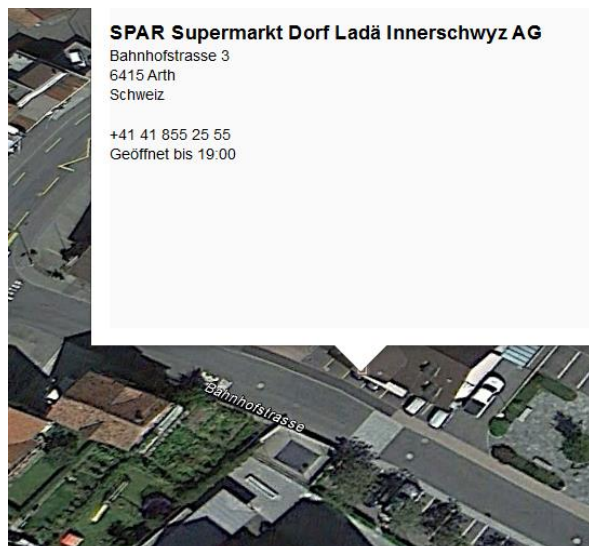 SPAR Supermarkt Dorf Ladä Innerschwyz AG
Bahnhofstrasse 3
6415 Arth
Schweiz
+41 41 855 25 55
Geöffnet bis 19:00
Bahnhofstrasse